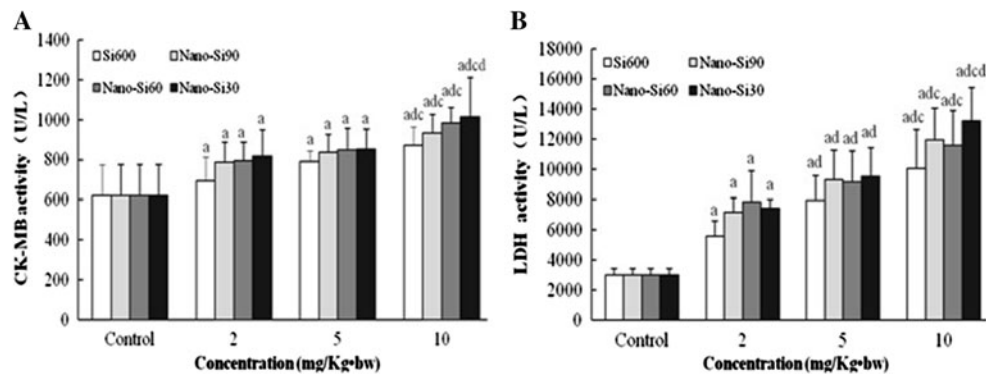 A
CK-MB activity (U/L)
1400
1200
1000
800
600
400
200
0
Si600
Nano-Si90
Nano-Si60
Nano-Si30
a
a
a
a
a
a
a
a
adc
adc
adc
adcd
Control
2
5
10
Concentration (mg/Kg•bw)
B
LDH activity (U/L)
18000
16000
14000
12000
10000
8000
6000
4000
2000
0
Si600
Nano-Si90
Nano-Si60
Nano-Si30
a
a
a
a
ad
ad
ad
ad
adc
adc
adc
adcd
Control
2
5
10
Concentration (mg/Kg•bw)